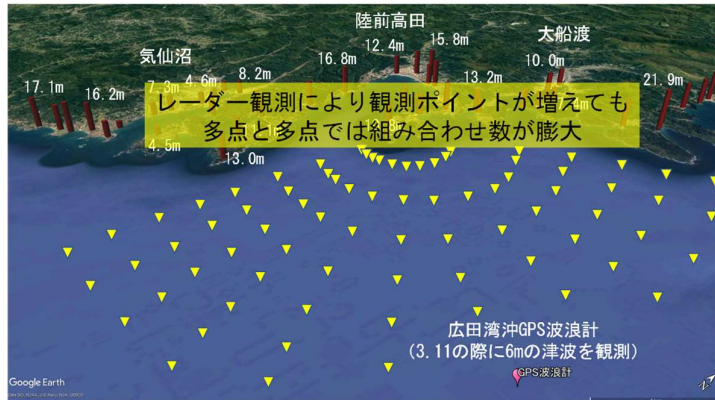 陸前高田
大船渡
気仙沼
12.4m
15.8m
16.8m
10.0m
17.1m
16.2m
7.3m
4.6m
8.2m
13.2m
21.9m
レーダー観測により観測ポイントが増えても
多点と多点では組み合わせ数が膨大
4.5m
13.0m
広田湾沖GPS波浪計
(3.11の際に6mの津波を観測)
GPS波浪計
Google Earth